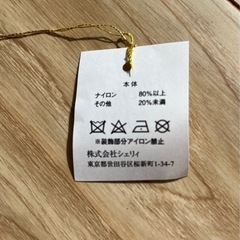 本体
ナイロン 80%以上
その他 20%未満
※装飾部分アイロン禁止
株式会社シェリィ
東京都世田谷区桜新町1-34-7